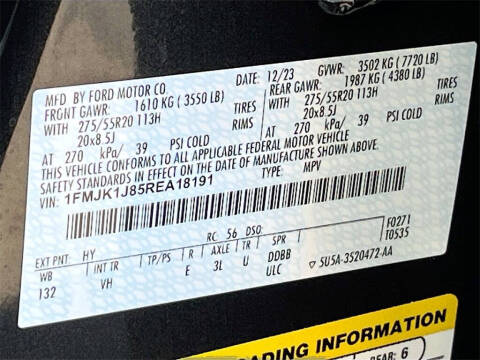 MFD BY FORD MOTOR CO. DATE: 12/23 GVWR: 3502 KG ( 7720 LB)
FRONT GAWR: 1610 KG ( 3550 LB) REAR GAWR: 1987 KG ( 4380 LB)
WITH 275/55R20 113H TIRES WITH 275/55R20 113H TIRES
20x8.5J RIMS 20x8.5J RIMS
AT 270 kPa/ 39 PSI COLD AT 270 kPa/ 39 PSI COLD
THIS VEHICLE CONFORMS TO ALL APPLICABLE FEDERAL MOTOR VEHICLE
SAFETY STANDARDS IN EFFECT ON THE DATE OF MANUFACTURE SHOWN ABOVE.
VIN: 1FMJK1J85REA18191 TYPE: MPV
F0271
T0535
EXT PNT: HY RC: 56 DSO:
WB INT TR TP/PS R AXLE TR SPR
132 VH E 3L U DDBB
ULC 5U5A-3520472-AA
ADING INFORMATION
REAR: 6